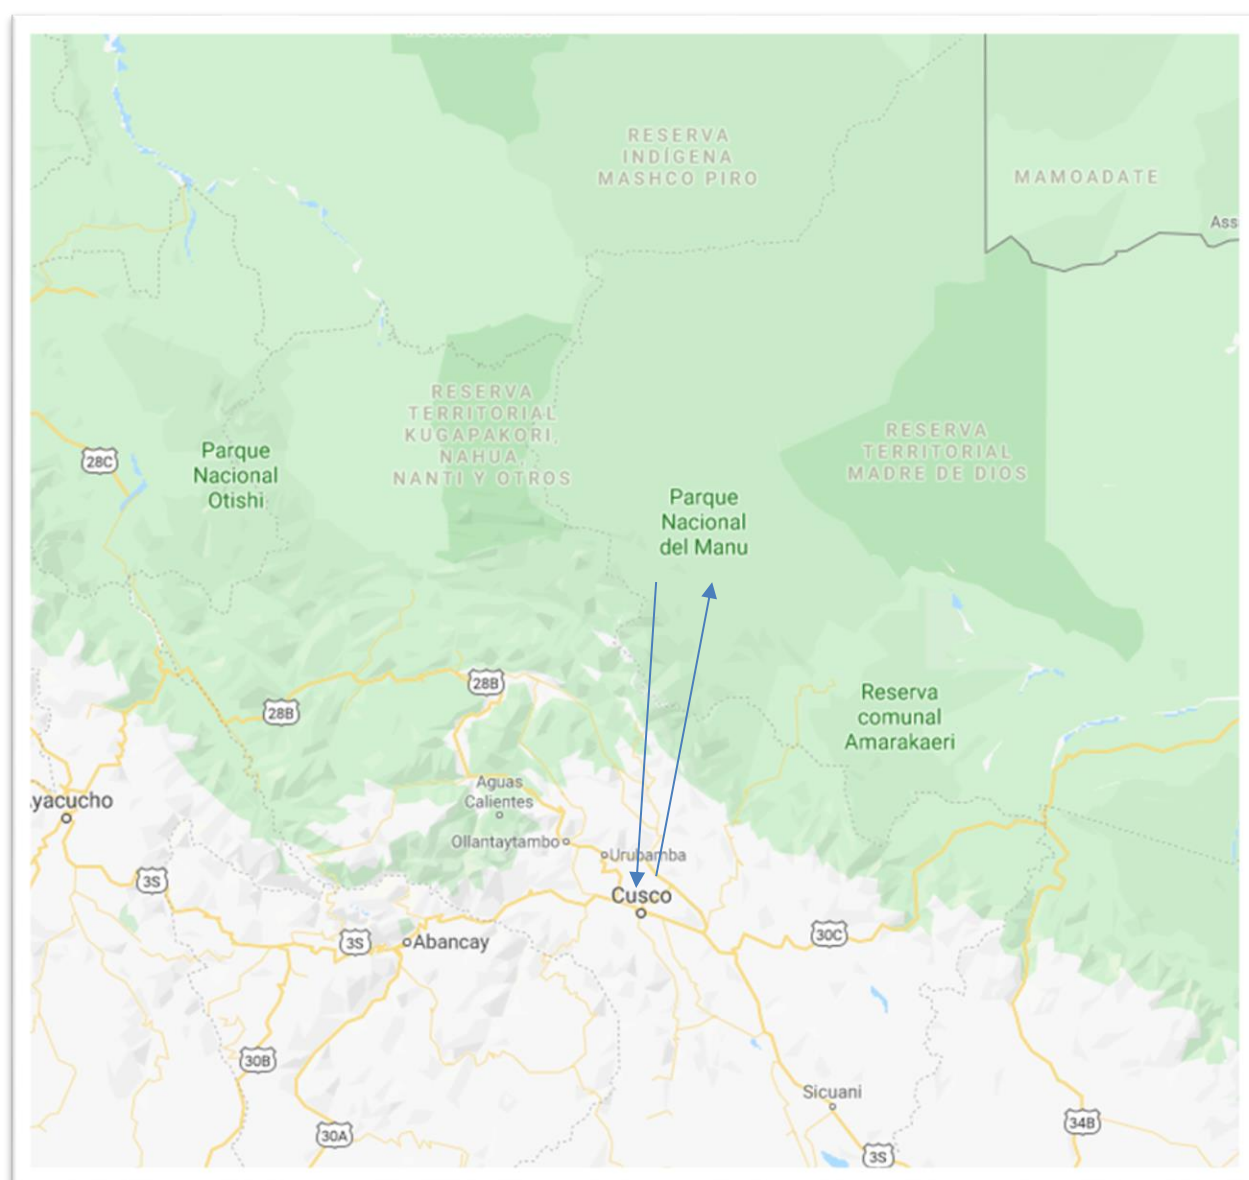 RESERVA
INDÍGENA
MASHCO PIRO
MAMOADATE
Ass
RESERVA
TERRITORIAL
KUGAPAKORI,
NAHUA,
NANTI Y OTROS
RESERVA
TERRITORIAL
MADRE DE DIOS
28C
Parque
Nacional
Otishi
Parque
Nacional
del Manu
28B
28B
Reserva
comunal
Amarakaeri
Aguas
Calientes
yacucho
Ollantaytambo
Urubamba
3S
Cusco
3S
Abancay
30C
30B
Sicuani
30A
34B
3S